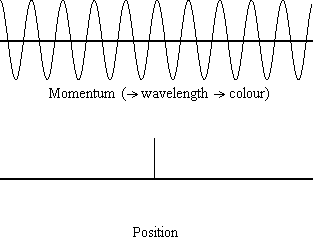 Momentum (→ wavelength → colour)
Position